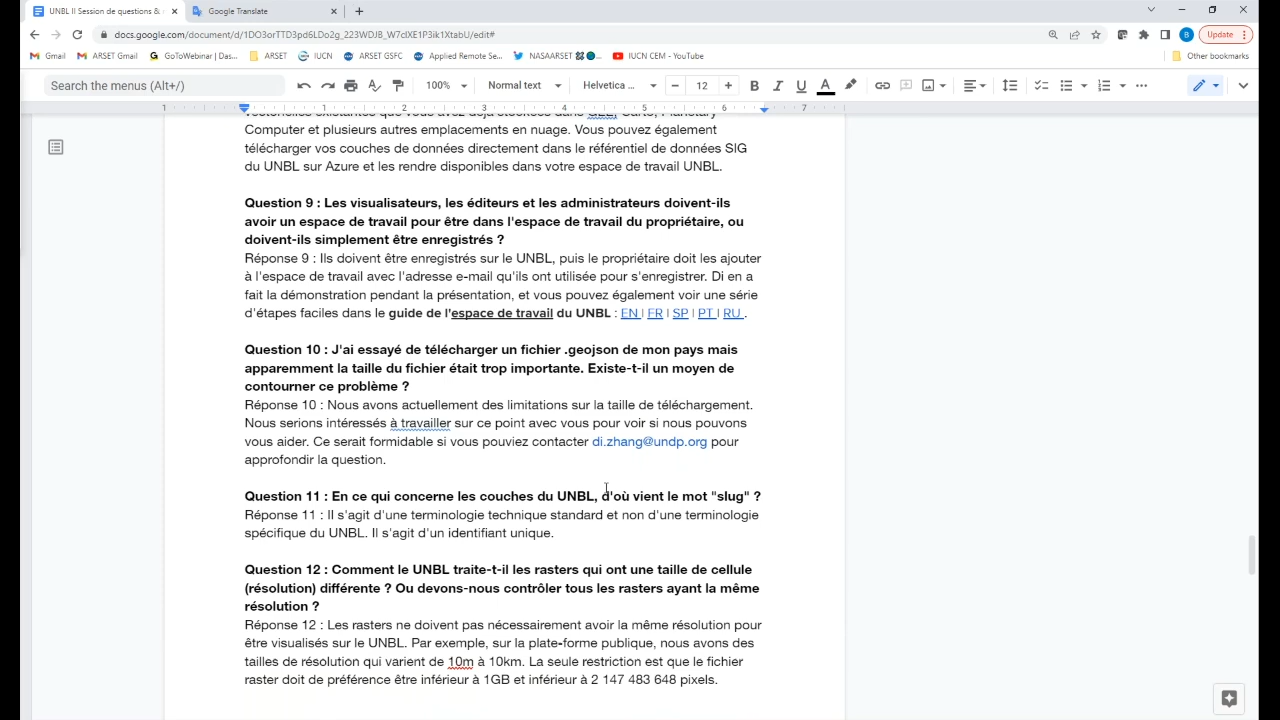 UNBL II Session de questions &
Google Translate
docs.google.com/document/d/1DO3orTTD3pd6LDo2g_223WDJB_W7clXE1P3ik1XtabU/edit#
B
Update
Gmail
ARSET Gmail
GoToWebinar | Das...
ARSET
IUCN
ARSET GSFC
Applied Remote Se...
NASAARSET
IUCN CEM - YouTube
Other bookmarks
Search the menus (Alt+/)
100%
Normal text
Helvetica ...
12
B I U A
1 1 2 3 4 5 6 7
Computer et plusieurs autres emplacements en nuage. Vous pouvez également
télécharger vos couches de données directement dans le référentiel de données SIG
du UNBL sur Azure et les rendre disponibles dans votre espace de travail UNBL.
Question 9 : Les visualisateurs, les éditeurs et les administrateurs doivent-ils
avoir un espace de travail pour être dans l'espace de travail du propriétaire, ou
doivent-ils simplement être enregistrés ?
Réponse 9 : Ils doivent être enregistrés sur le UNBL, puis le propriétaire doit les ajouter
à l'espace de travail avec l'adresse e-mail qu'ils ont utilisée pour s'enregistrer. Di en a
fait la démonstration pendant la présentation, et vous pouvez également voir une série
d'étapes faciles dans le guide de l'espace de travail du UNBL : EN | FR | SP | PT | RU .
Question 10 : J'ai essayé de télécharger un fichier .geojson de mon pays mais
apparemment la taille du fichier était trop importante. Existe-t-il un moyen de
contourner ce problème ?
Réponse 10 : Nous avons actuellement des limitations sur la taille de téléchargement.
Nous serions intéressés à travailler sur ce point avec vous pour voir si nous pouvons
vous aider. Ce serait formidable si vous pouviez contacter di.zhang@undp.org pour
approfondir la question.
Question 11 : En ce qui concerne les couches du UNBL, d'où vient le mot "slug" ?
Réponse 11 : Il s'agit d'une terminologie technique standard et non d'une terminologie
spécifique du UNBL. Il s'agit d'un identifiant unique.
Question 12 : Comment le UNBL traite-t-il les rasters qui ont une taille de cellule
(résolution) différente ? Ou devons-nous contrôler tous les rasters ayant la même
résolution ?
Réponse 12 : Les rasters ne doivent pas nécessairement avoir la même résolution pour
être visualisés sur le UNBL. Par exemple, sur la plate-forme publique, nous avons des
tailles de résolution qui varient de 10m à 10km. La seule restriction est que le fichier
raster doit de préférence être inférieur à 1GB et inférieur à 2 147 483 648 pixels.